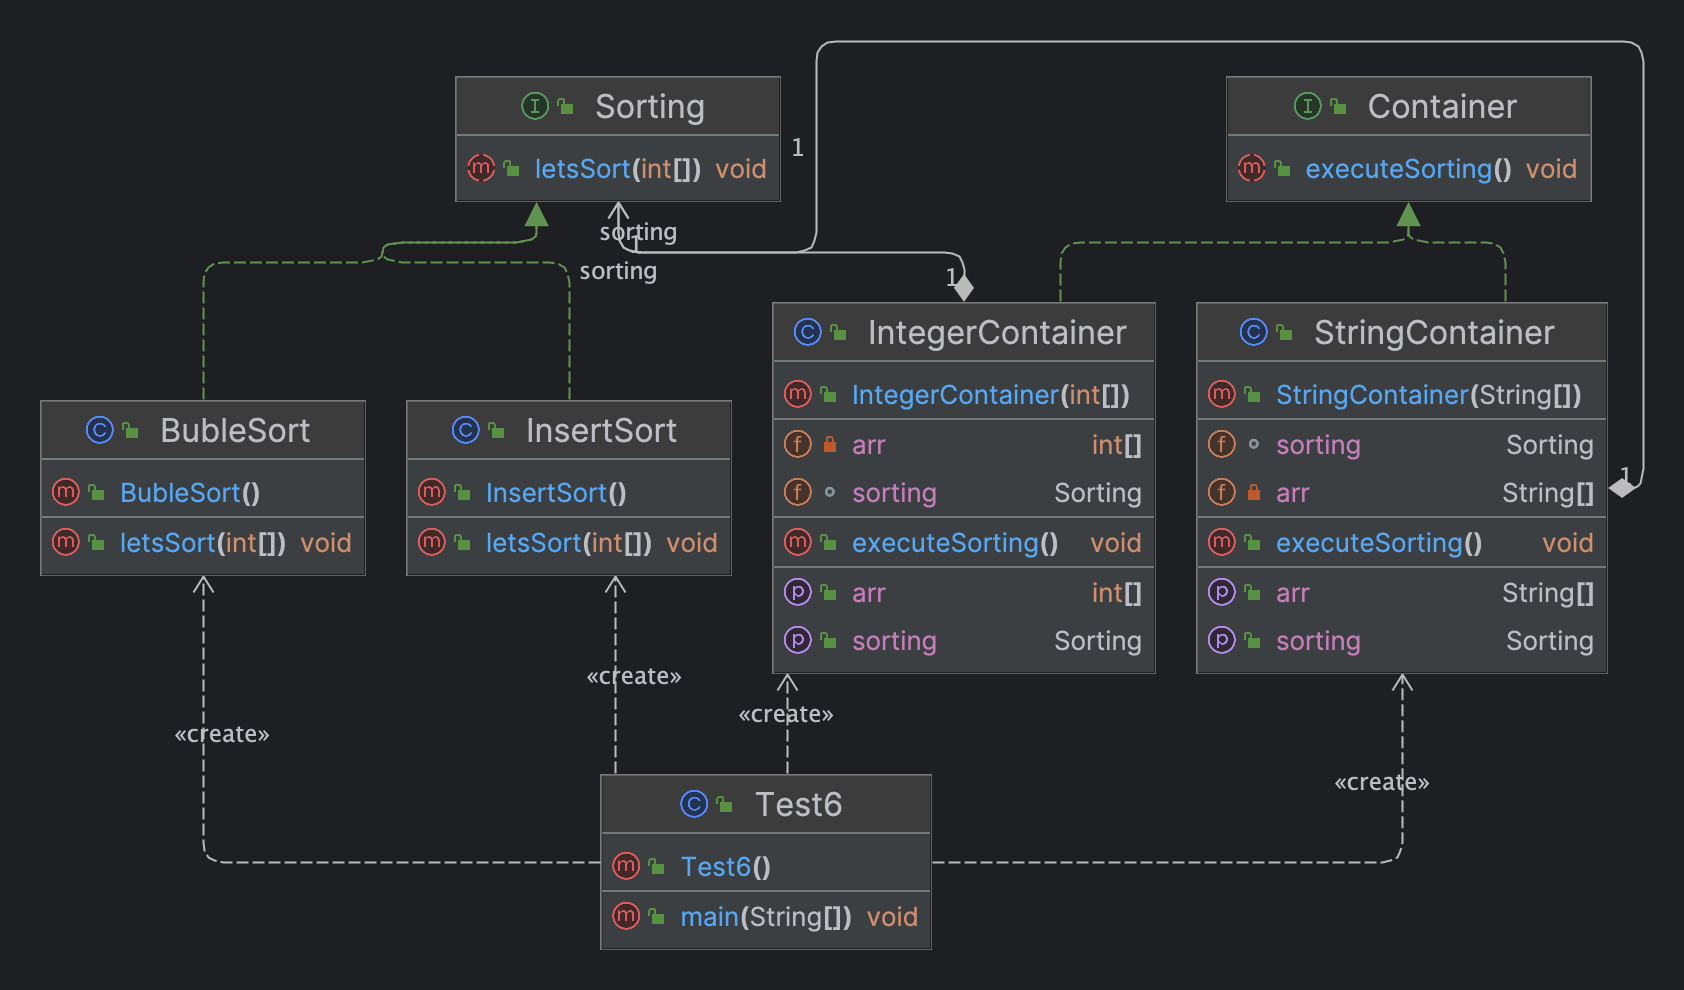 Sorting
letsSort(int[]) void
Container
executeSorting() void
1
sorting
1
sorting
1
BubleSort
BubleSort()
letsSort(int[]) void
InsertSort
InsertSort()
letsSort(int[]) void
IntegerContainer
IntegerContainer(int[])
arr int[]
sorting Sorting
executeSorting() void
arr int[]
sorting Sorting
StringContainer
StringContainer(String[])
sorting Sorting
arr String[]
1
executeSorting() void
arr String[]
sorting Sorting
«create»
«create»
«create»
«create»
Test6
Test6()
main(String[]) void